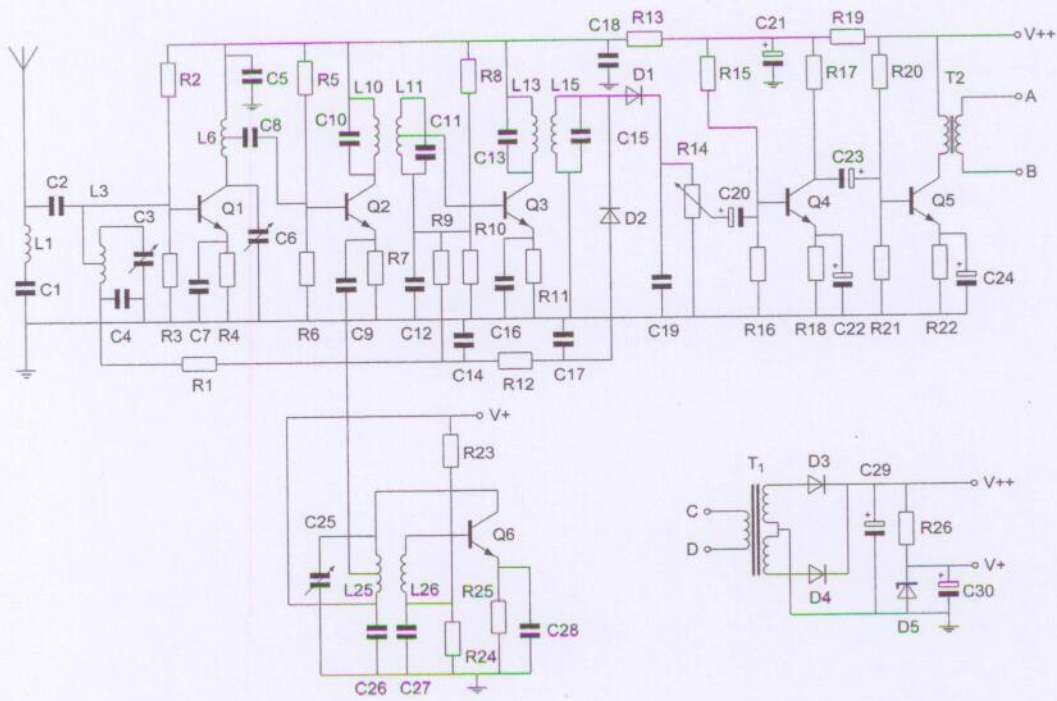 C18 R13 C21 R19 V++
R2 C5 R5 L10 L11 R8 L13 L15 D1 R15 R17 R20 T2
C8 C10 C11 C15 A
L6 C13 R14 C23
C2 L3 C3 Q1 C6 Q2 Q3 D2 C20 Q4 Q5 B
L1 R7 R9 R10
C1 R11 C24
C4 R3 C7 R4 R6 C9 C12 C16 C19 R16 R18 C22 R21 R22
R1 C14 R12 C17
V+
R23 T1 D3 C29 V++
C25 Q6 C R26
L25 L26 R25 D V+
D4 C30
C28 D5
R24
C26 C27